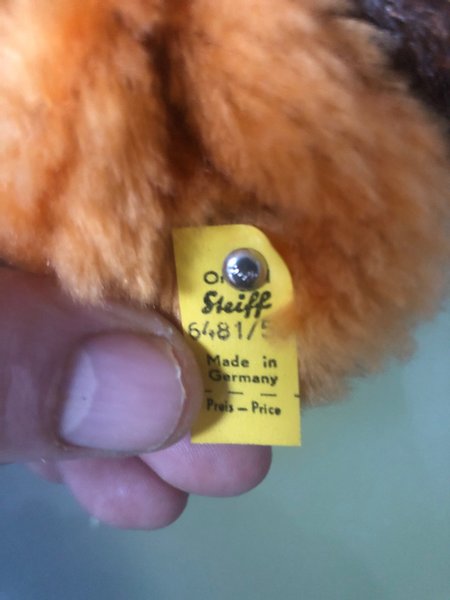 Steiff
6481/5
Made in
Germany
Preis – Price